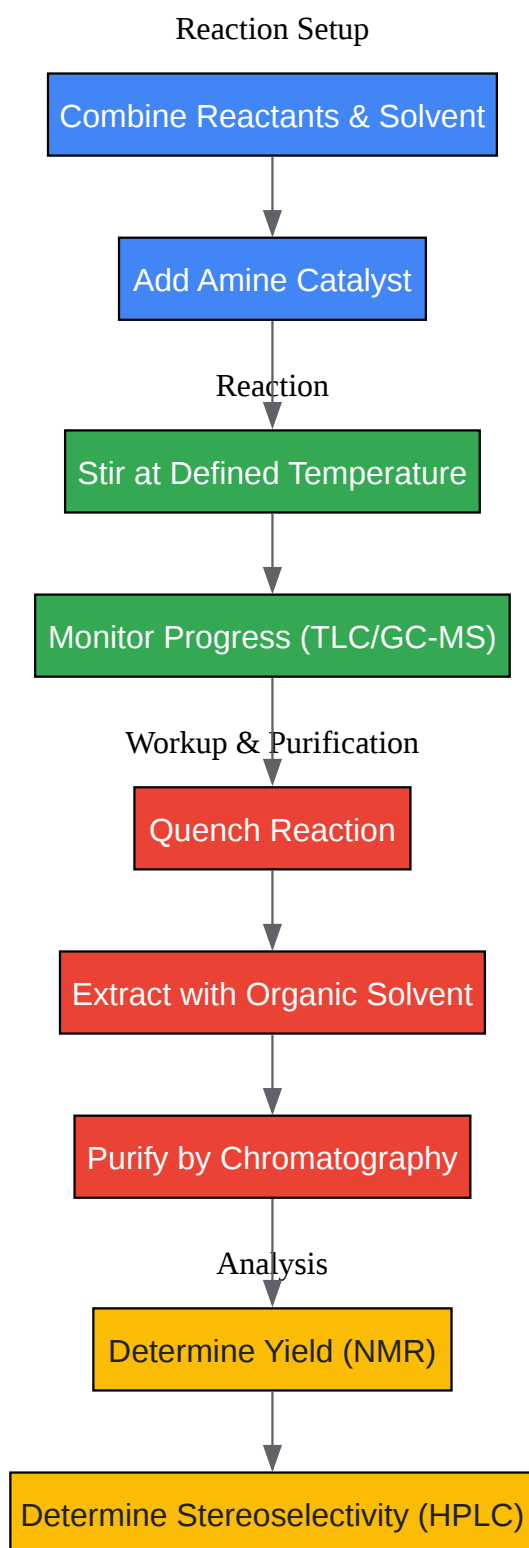 Reaction Setup
Combine Reactants & Solvent
Add Amine Catalyst
Reaction
Stir at Defined Temperature
Monitor Progress (TLC/GC-MS)
Workup & Purification
Quench Reaction
Extract with Organic Solvent
Purify by Chromatography
Analysis
Determine Yield (NMR)
Determine Stereoselectivity (HPLC)